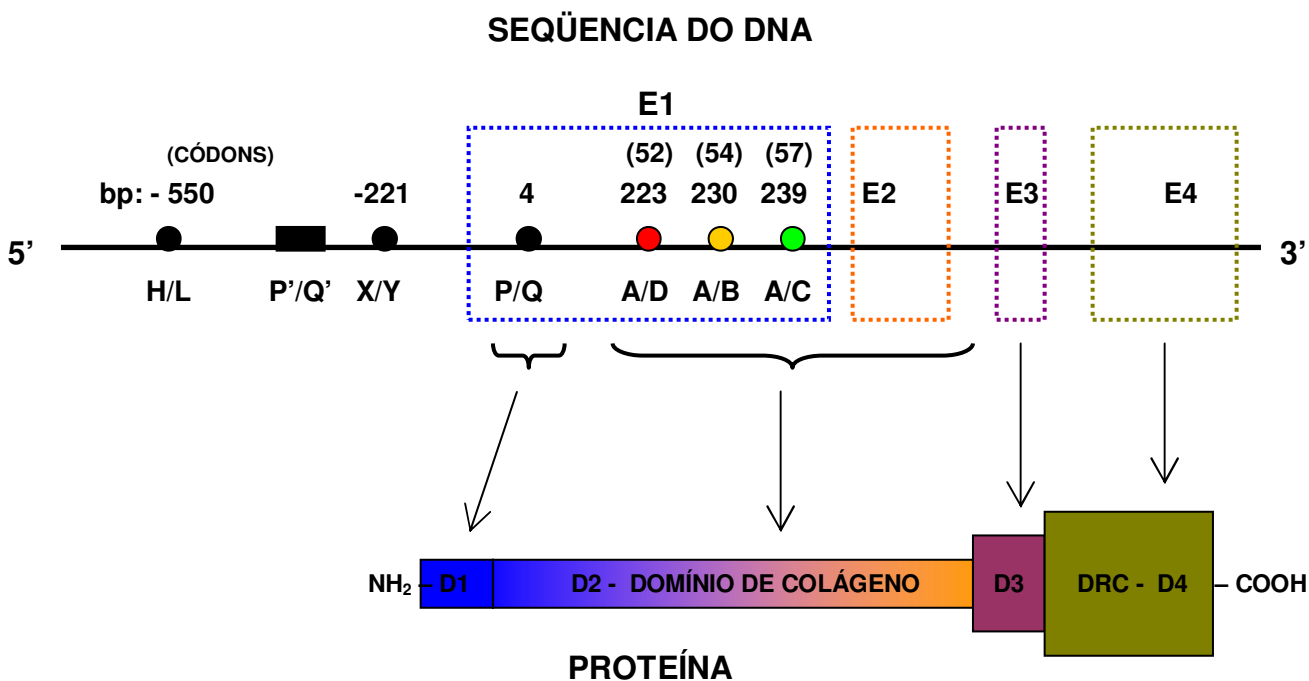 SEQÜENCIA DO DNA
E1
(CÓDONS) (52) (54) (57)
bp: - 550 -221 4 223 230 239 E2 E3 E4
5’ 3’
H/L P’/Q’ X/Y P/Q A/D A/B A/C
NH2 – D1 D2 - DOMÍNIO DE COLÁGENO D3 DRC - D4 – COOH
PROTEÍNA